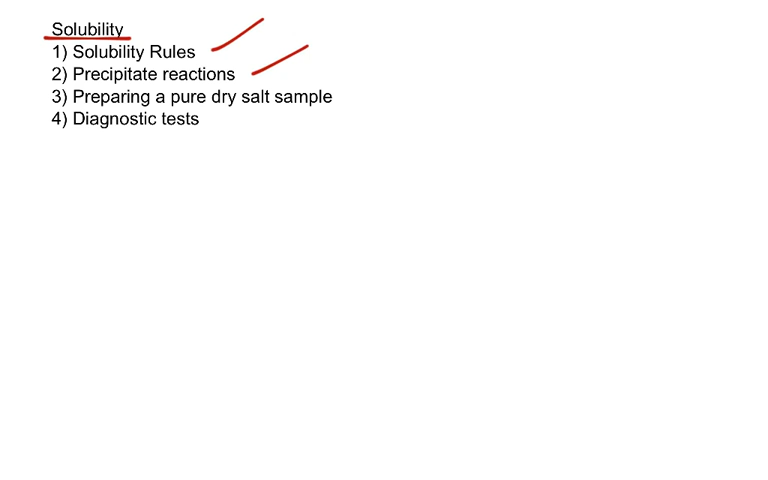 Solubility
1) Solubility Rules
2) Precipitate reactions
3) Preparing a pure dry salt sample
4) Diagnostic tests